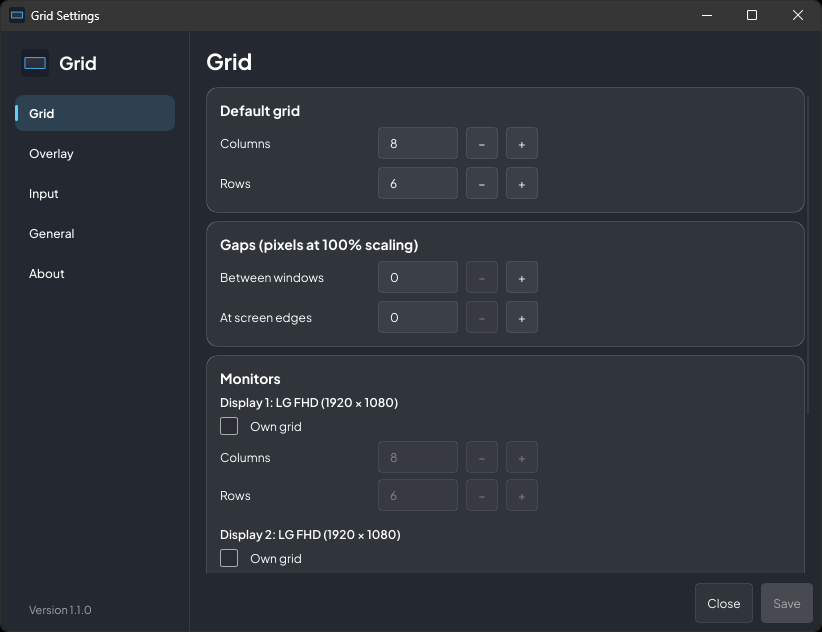 Grid Settings
Grid
Grid
Overlay
Input
General
About
Version 1.1.0
Grid
Default grid
Columns 8 - +
Rows 6 - +
Gaps (pixels at 100% scaling)
Between windows 0 - +
At screen edges 0 - +
Monitors
Display 1: LG FHD (1920 × 1080)
Own grid
Columns 8 - +
Rows 6 - +
Display 2: LG FHD (1920 × 1080)
Own grid
Close Save